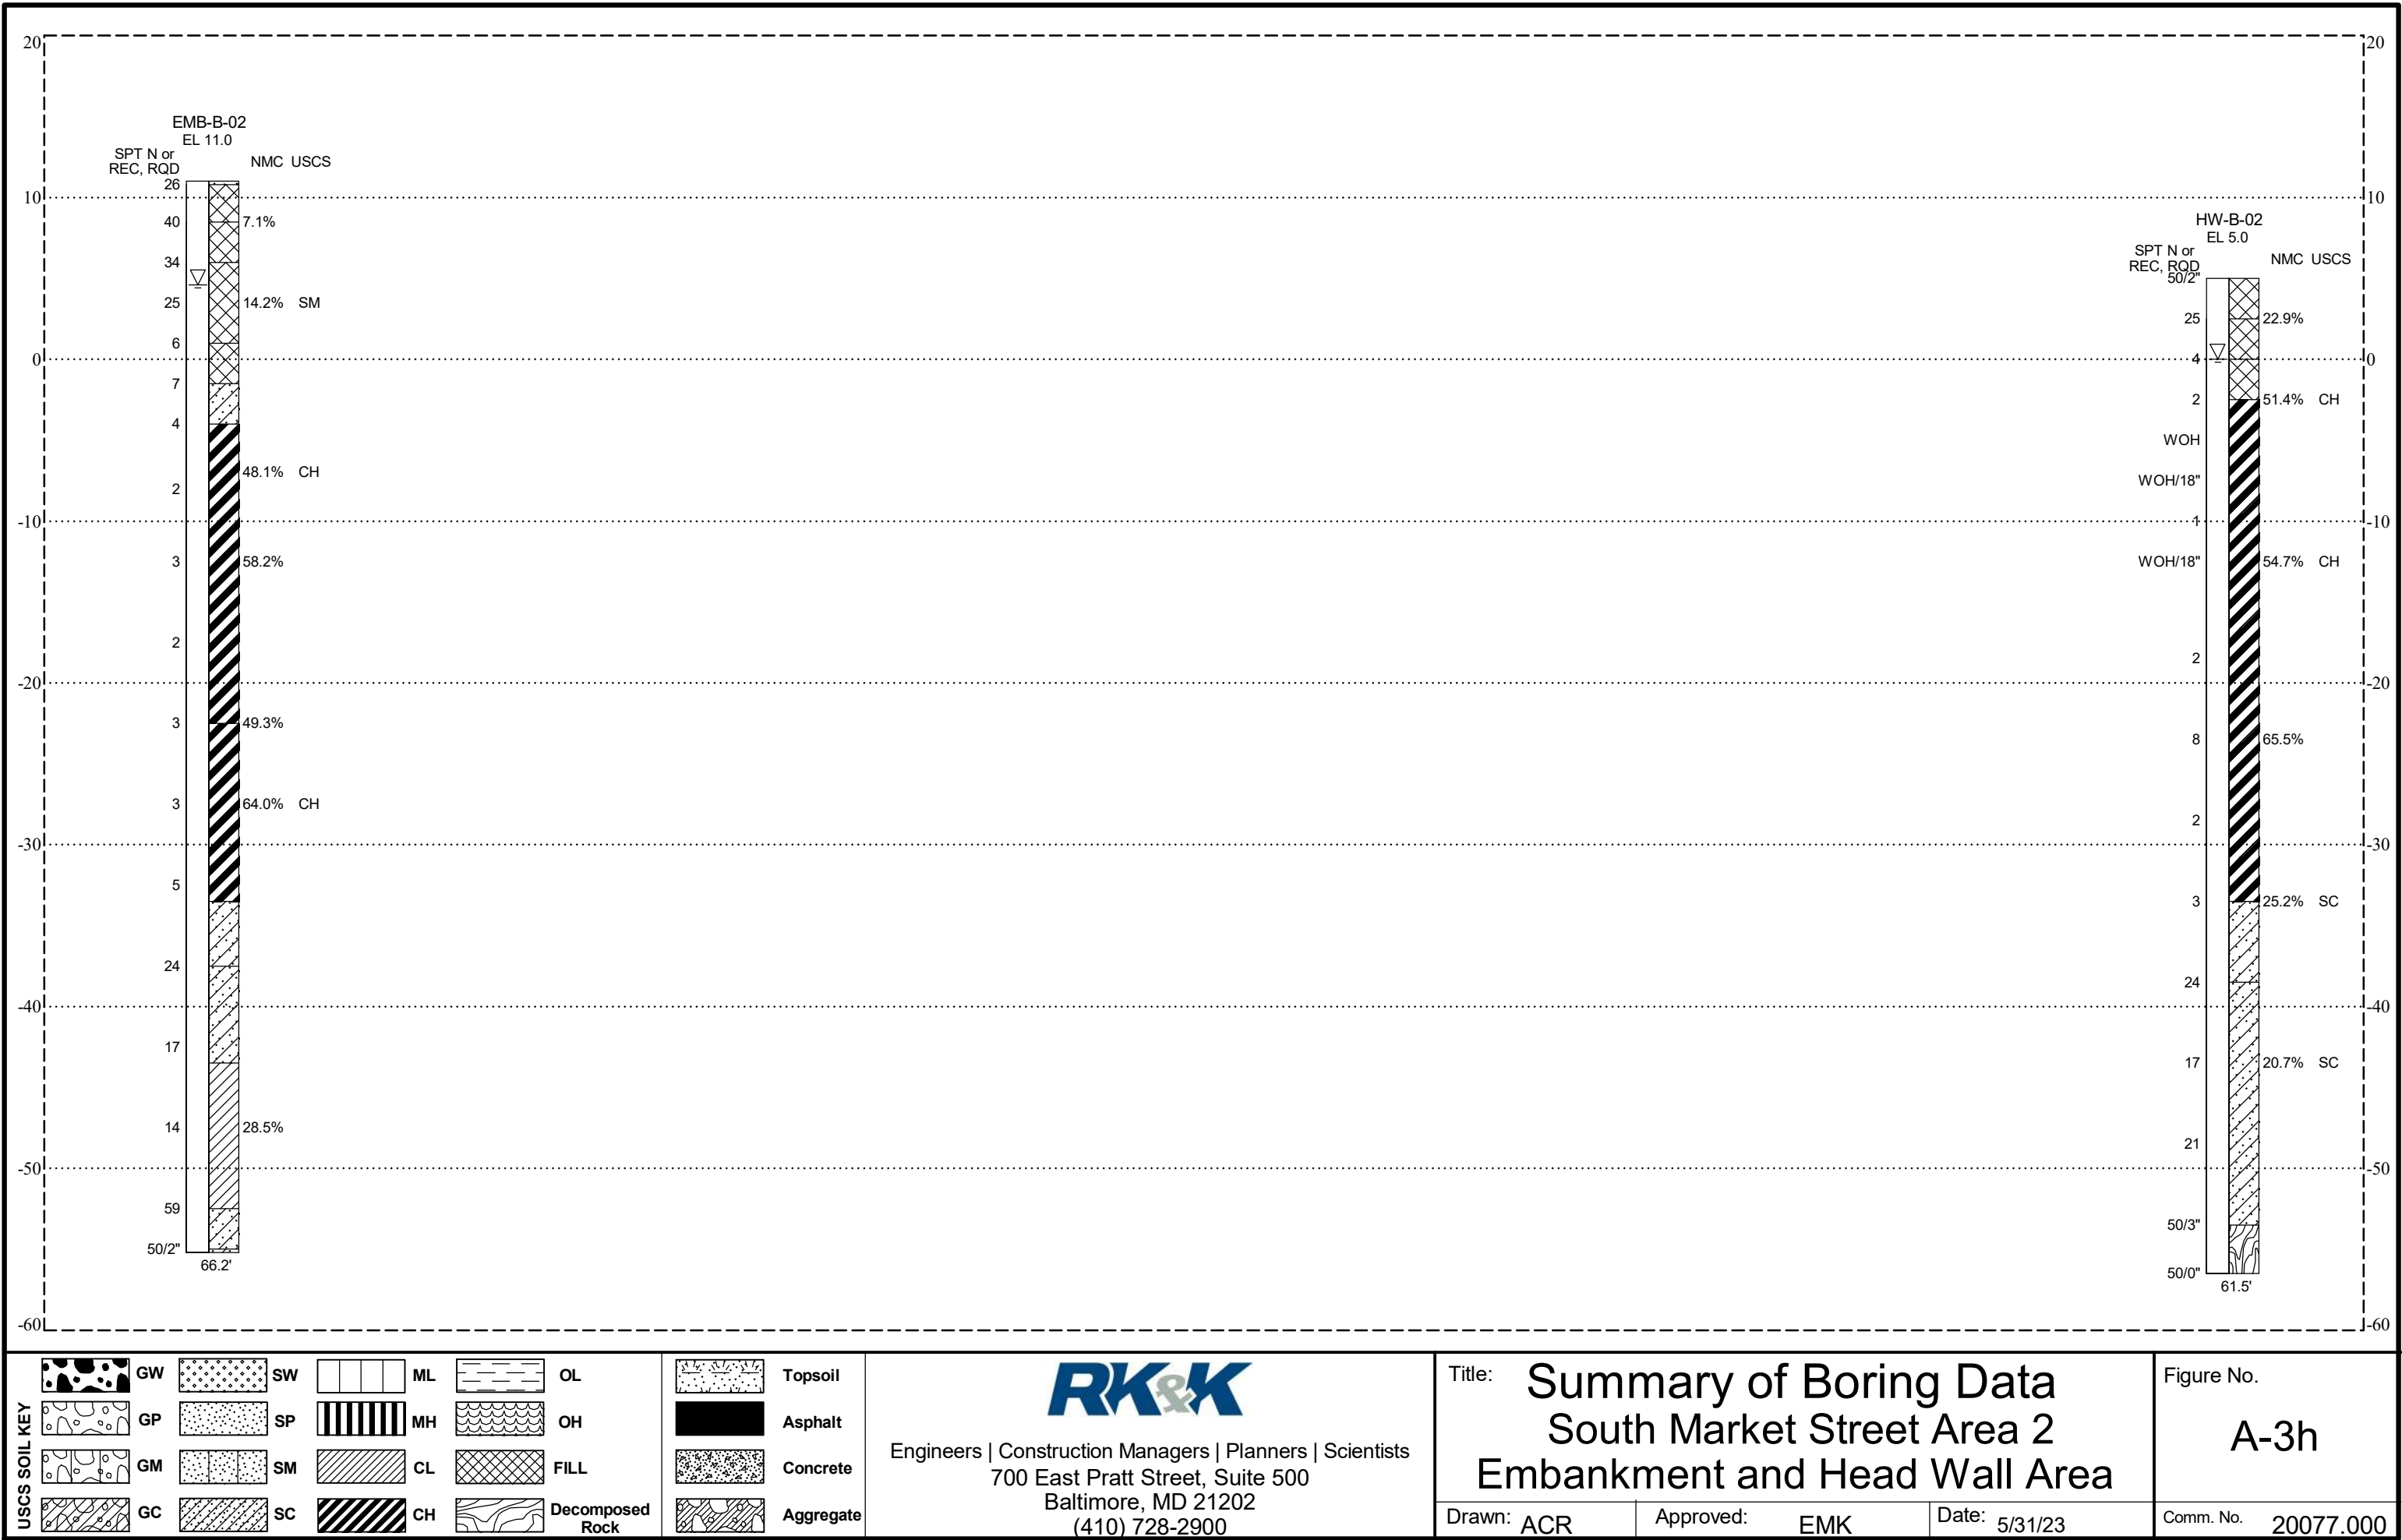 20
20
EMB-B-02
EL 11.0
SPT N or
REC, RQD
NMC USCS
26
10
10
40
7.1%
HW-B-02
EL 5.0
34
SPT N or
REC, RQD
NMC USCS
50/2"
25
14.2% SM
25
22.9%
6
0
4
0
7
2
51.4% CH
4
WOH
48.1% CH
2
WOH/18"
-10
1
-10
3
58.2%
WOH/18"
54.7% CH
2
2
-20
-20
3
49.3%
8
65.5%
3
64.0% CH
2
-30
-30
5
3
25.2% SC
24
24
-40
-40
17
17
20.7% SC
14
28.5%
21
-50
-50
59
50/3"
50/2"
66.2'
50/0"
61.5'
-60
-60
USCS SOIL KEY
GW
SW
ML
OL
GP
SP
MH
OH
GM
SM
CL
FILL
GC
SC
CH
Decomposed
Rock
Topsoil
Asphalt
Concrete
Aggregate
RK&K
Engineers | Construction Managers | Planners | Scientists
700 East Pratt Street, Suite 500
Baltimore, MD 21202
(410) 728-2900
Title: Summary of Boring Data
South Market Street Area 2
Embankment and Head Wall Area
Drawn: ACR
Approved: EMK
Date: 5/31/23
Figure No.
A-3h
Comm. No. 20077.000